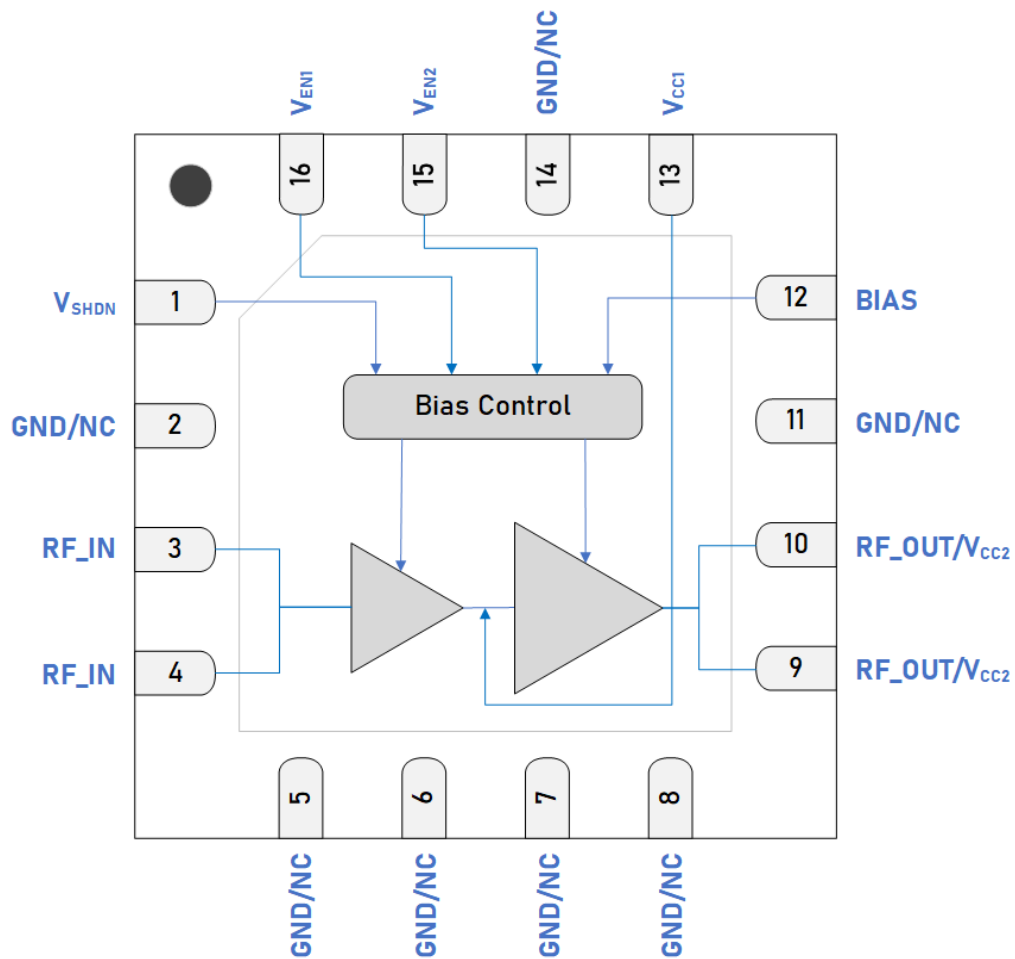 VEN1
VEN2
GND/NC
VCC1
16
15
14
13
VSHDN
1
12
BIAS
Bias Control
GND/NC
2
11
GND/NC
RF_IN
3
10
RF_OUT/VCC2
RF_IN
4
9
RF_OUT/VCC2
5
6
7
8
GND/NC
GND/NC
GND/NC
GND/NC